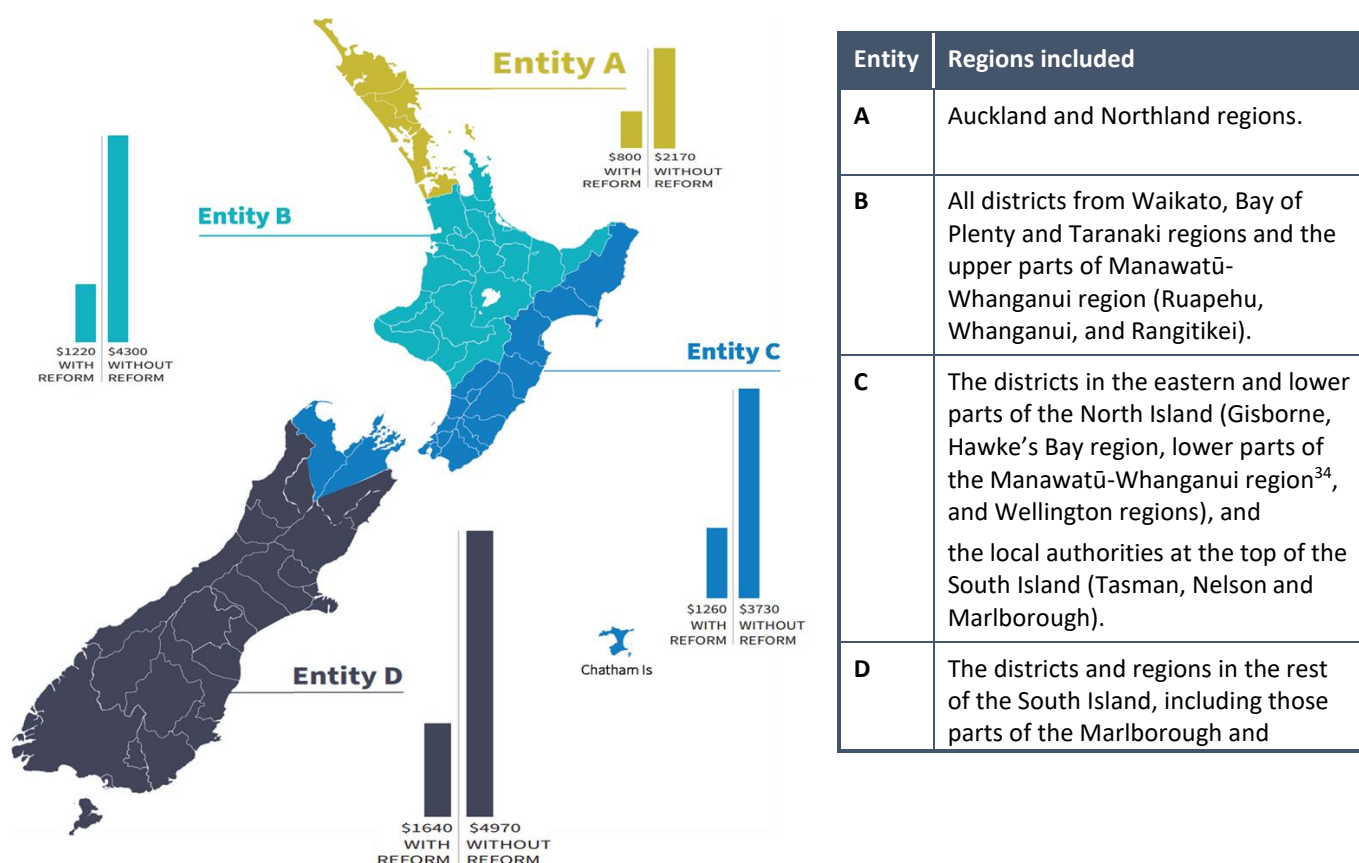 Entity A
$800 $2170
WITH WITHOUT
REFORM REFORM
Entity B
$1220 $4300
WITH WITHOUT
REFORM REFORM
Entity C
$1260 $3730
WITH WITHOUT
REFORM REFORM
Chatham Is
Entity D
$1640 $4970
WITH WITHOUT
REFORM REFORM
Entity Regions included
A Auckland and Northland regions.
B All districts from Waikato, Bay of
Plenty and Taranaki regions and the
upper parts of Manawatū-
Whanganui region (Ruapehu,
Whanganui, and Rangitikei).
C The districts in the eastern and lower
parts of the North Island (Gisborne,
Hawke’s Bay region, lower parts of
the Manawatū-Whanganui region34,
and Wellington regions), and
the local authorities at the top of the
South Island (Tasman, Nelson and
Marlborough).
D The districts and regions in the rest
of the South Island, including those
parts of the Marlborough and